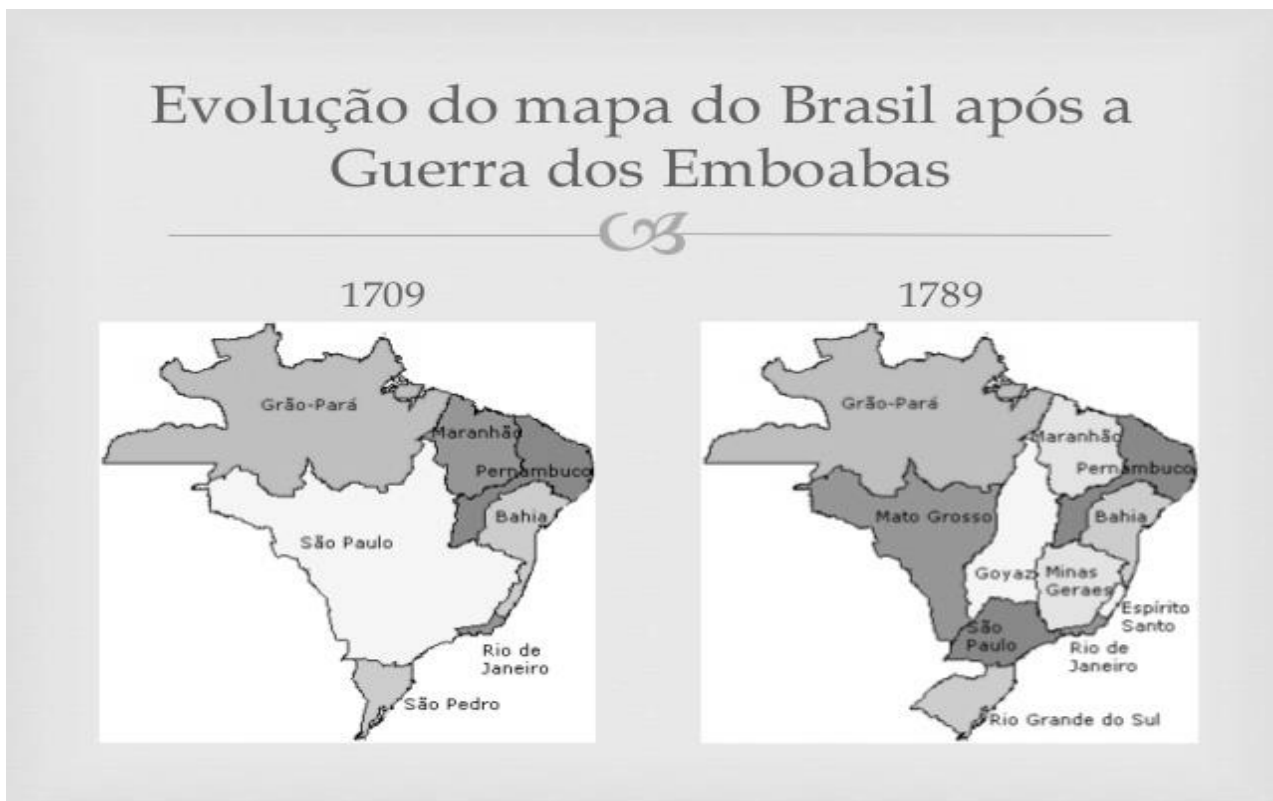 Evolução do mapa do Brasil após a
Guerra dos Emboabas
1709
Grão-Pará
Maranhão
Pernambuco
Bahia
São Paulo
Rio de
Janeiro
São Pedro
1789
Grão-Pará
Maranhão
Pernambuco
Mato Grosso
Bahia
Goyaz
Minas
Geraes
Espírito
Santo
São
Paulo
Rio de
Janeiro
Rio Grande do Sul